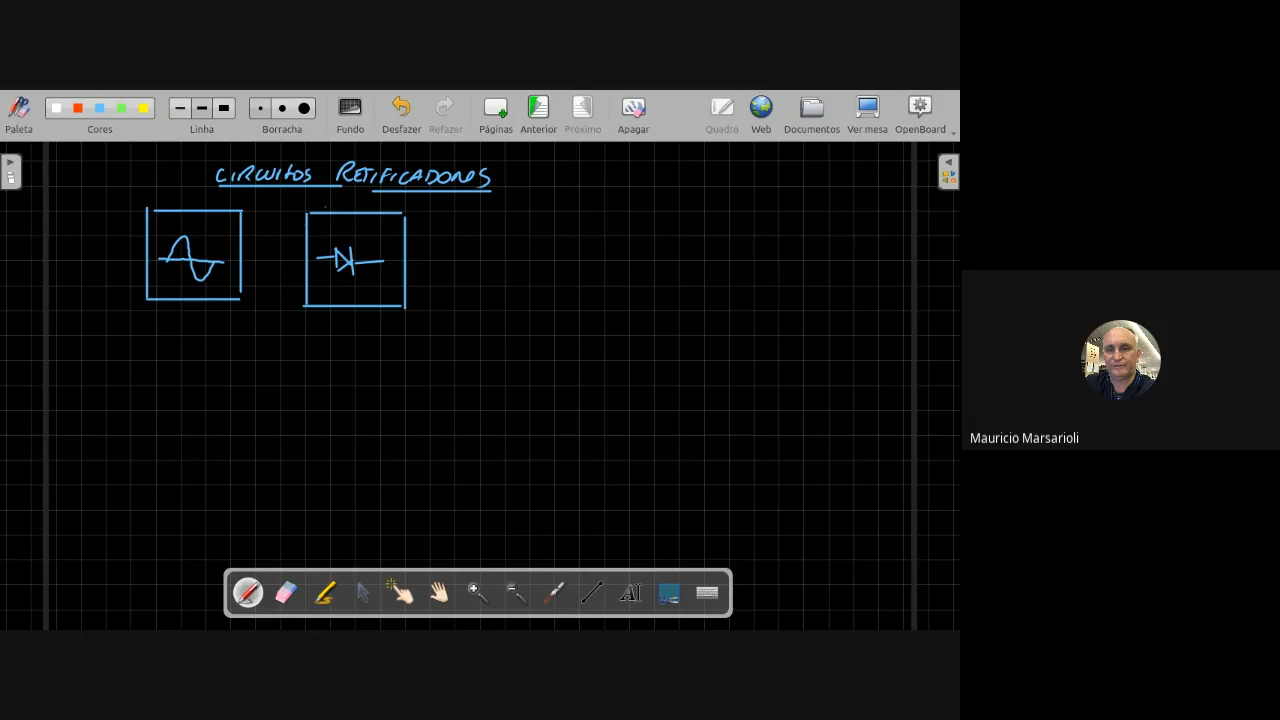 Paleta Cores Linha Borracha Fundo Desfazer Refazer Páginas Anterior Próximo Apagar Quadro Web Documentos Ver mesa OpenBoard
CIRCUITOS RETIFICADORES
Mauricio Marsarioli
AI